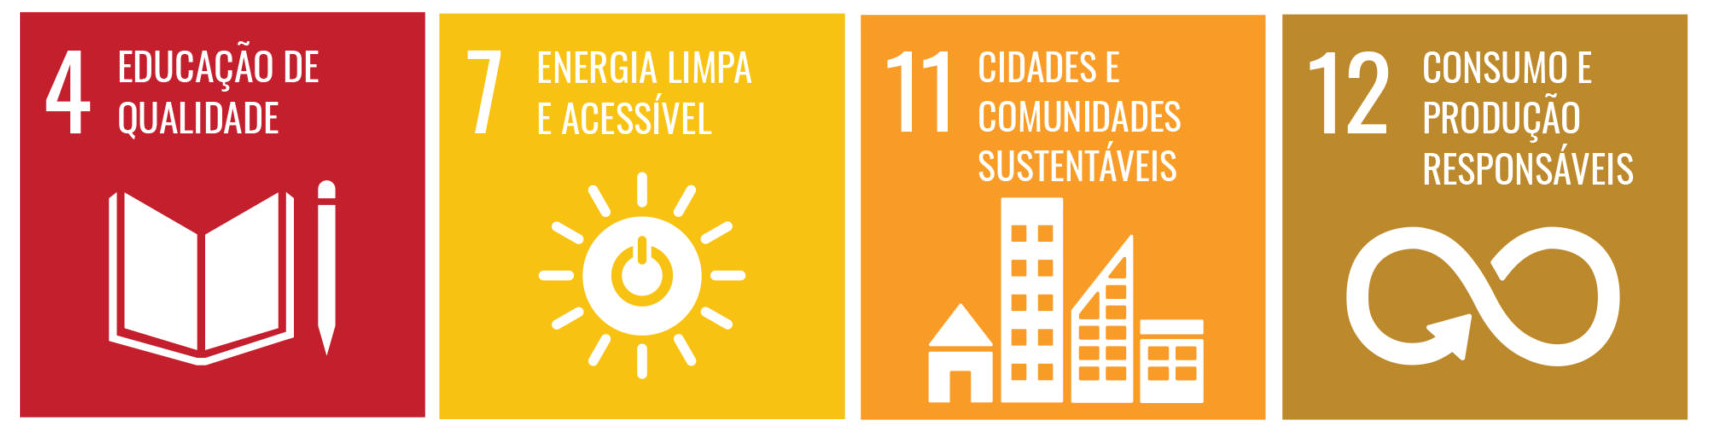 4
EDUCAÇÃO DE
QUALIDADE
7
ENERGIA LIMPA
E ACESSÍVEL
11
CIDADES E
COMUNIDADES
SUSTENTÁVEIS
12
CONSUMO E
PRODUÇÃO
RESPONSÁVEIS